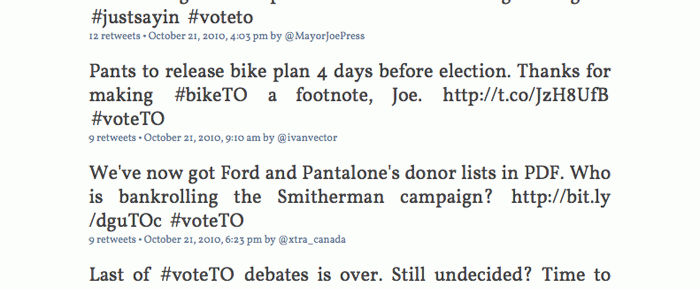 #justsayin #voteto
12 retweets • October 21, 2010, 4:03 pm by @MayorJoePress
Pants to release bike plan 4 days before election. Thanks for
making #bikeTO a footnote, Joe. http://t.co/JzH8UfB
#voteTO
9 retweets • October 21, 2010, 9:10 am by @ivanvector
We've now got Ford and Pantalone's donor lists in PDF. Who
is bankrolling the Smitherman campaign? http://bit.ly
/dguTOc #voteTO
9 retweets • October 21, 2010, 6:23 pm by @xtra_canada
Last of #voteTO debates is over. Still undecided? Time to